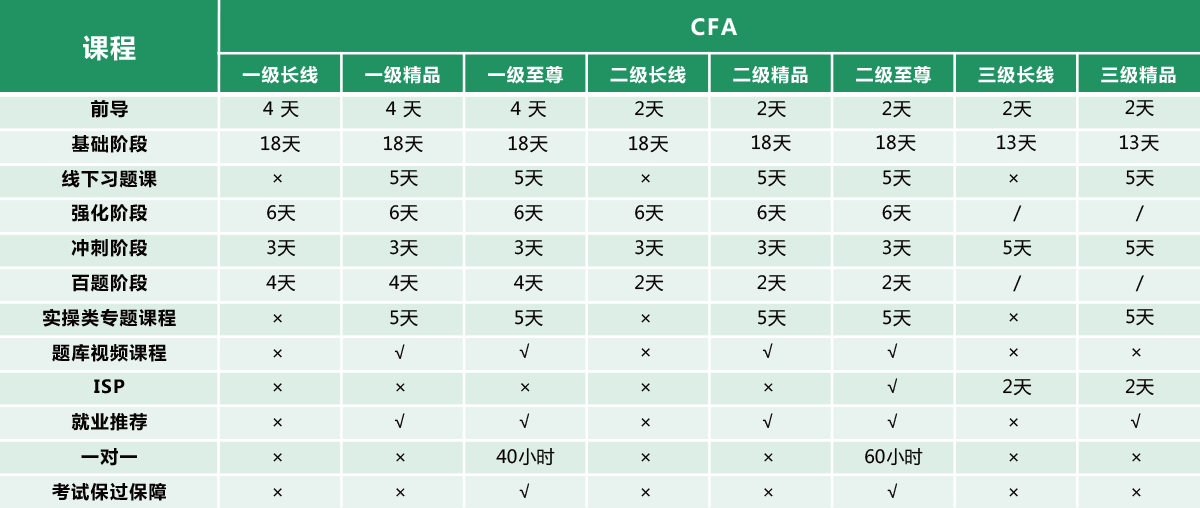 课程 CFA
一级长线 一级精品 一级至尊 二级长线 二级精品 二级至尊 三级长线 三级精品
前导 4 天 4 天 4 天 2天 2天 2天 2天 2天
基础阶段 18天 18天 18天 18天 18天 18天 13天 13天
线下习题课 × 5天 5天 × 5天 5天 × 5天
强化阶段 6天 6天 6天 6天 6天 6天 / /
冲刺阶段 3天 3天 3天 3天 3天 3天 5天 5天
百题阶段 4天 4天 4天 2天 2天 2天 / /
实操类专题课程 × 5天 5天 × 5天 5天 × 5天
题库视频课程 × √ √ × √ √ × ×
ISP × × × × × √ 2天 2天
就业推荐 × √ √ × √ √ × √
一对一 × × 40小时 × × 60小时 × ×
考试保过保障 × × √ × × √ × ×